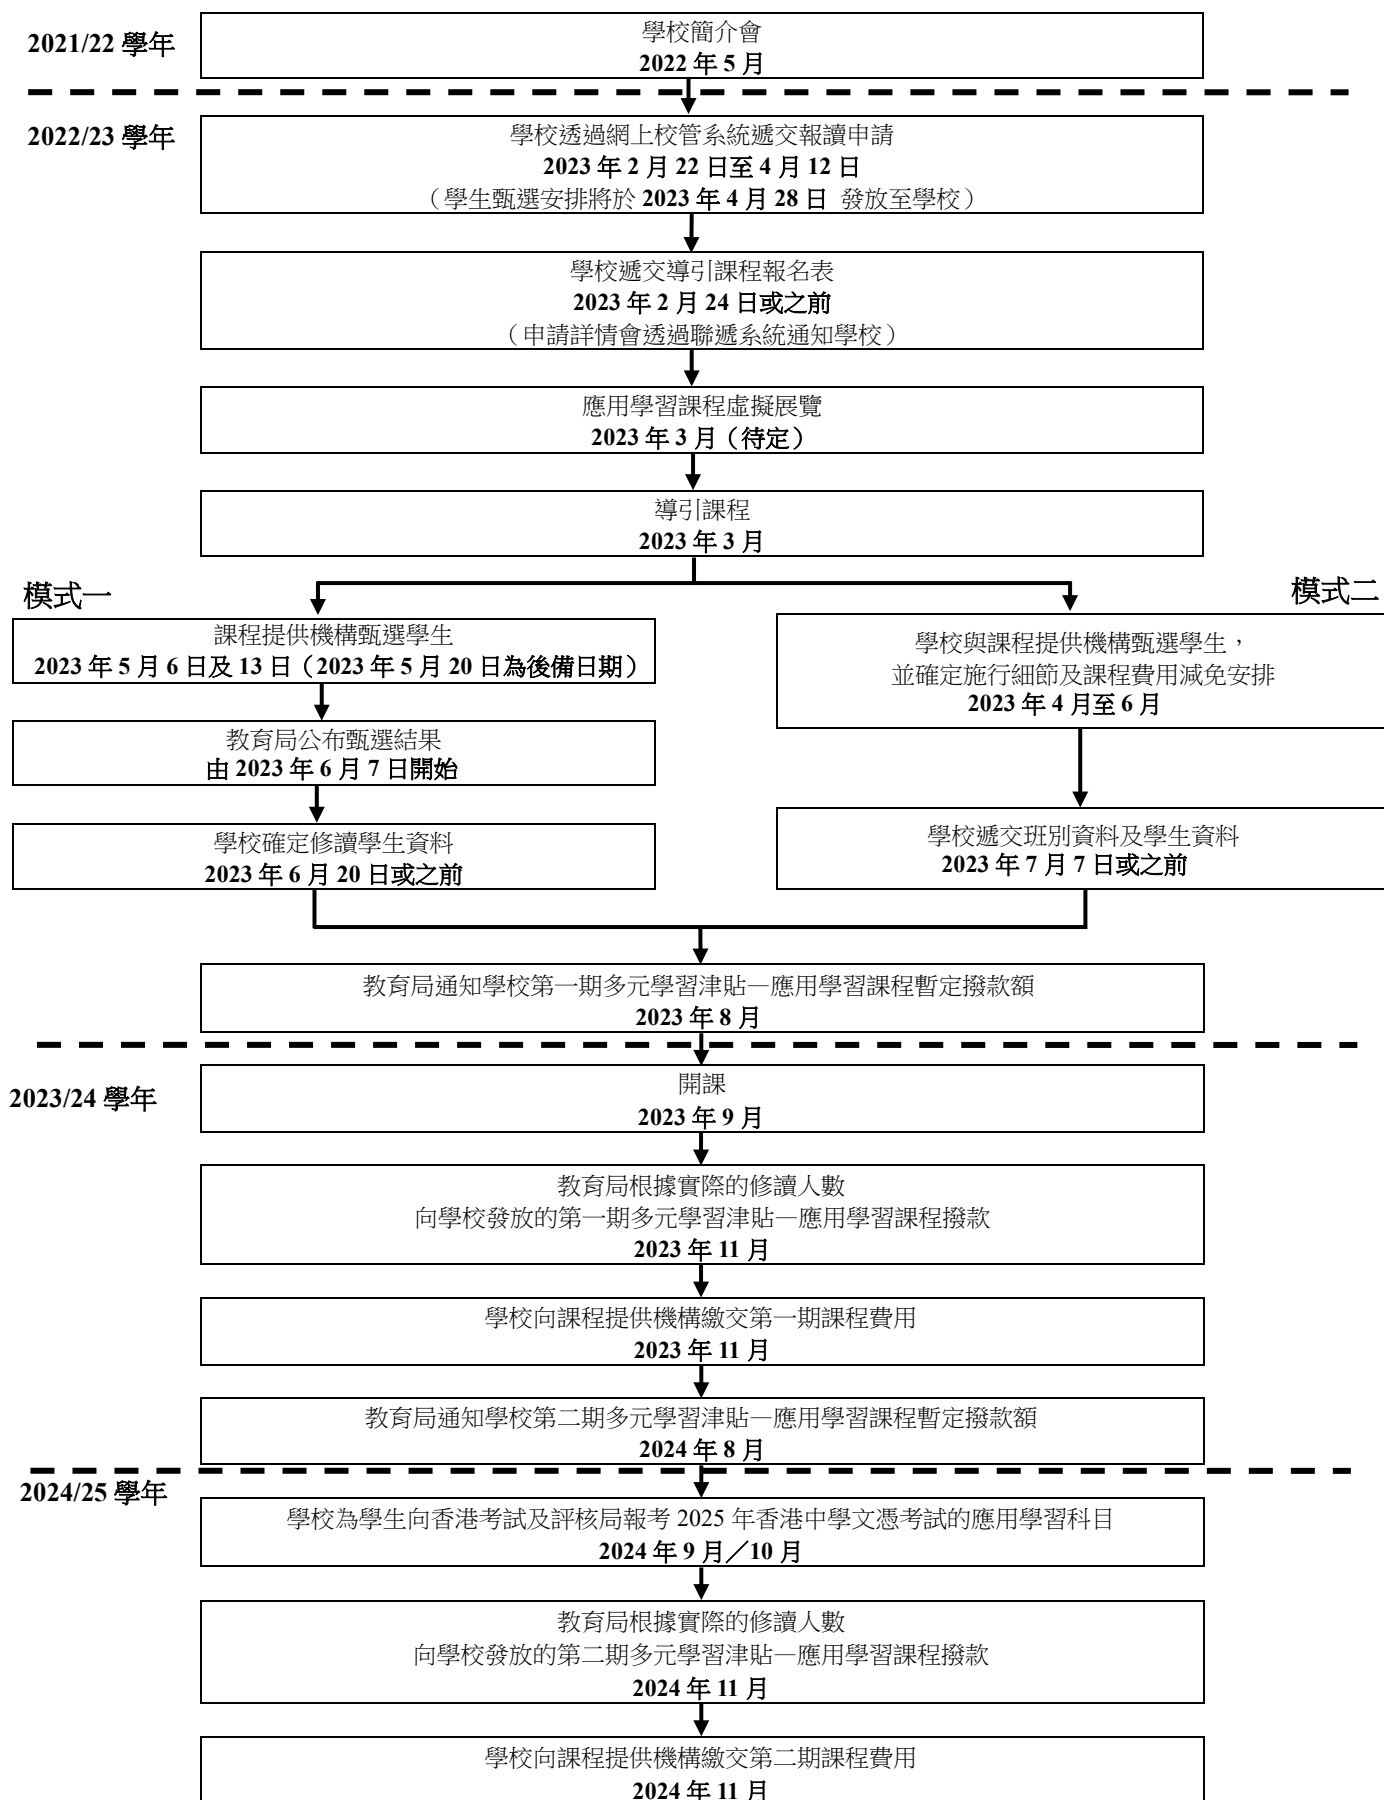 2021/22 學年
學校簡介會
2022 年 5 月
2022/23 學年
學校透過網上校管系統遞交報讀申請
2023 年 2 月 22 日至 4 月 12 日
（學生甄選安排將於 2023 年 4 月 28 日 發放至學校）
學校遞交導引課程報名表
2023 年 2 月 24 日或之前
（申請詳情會透過聯遞系統通知學校）
應用學習課程虛擬展覽
2023 年 3 月（待定）
導引課程
2023 年 3 月
模式一
課程提供機構甄選學生
2023 年 5 月 6 日及 13 日（2023 年 5 月 20 日為後備日期）
教育局公布甄選結果
由 2023 年 6 月 7 日開始
學校確定修讀學生資料
2023 年 6 月 20 日或之前
模式二
學校與課程提供機構甄選學生，
並確定施行細節及課程費用減免安排
2023 年 4 月至 6 月
學校遞交班別資料及學生資料
2023 年 7 月 7 日或之前
教育局通知學校第一期多元學習津貼—應用學習課程暫定撥款額
2023 年 8 月
2023/24 學年
開課
2023 年 9 月
教育局根據實際的修讀人數
向學校發放的第一期多元學習津貼—應用學習課程撥款
2023 年 11 月
學校向課程提供機構繳交第一期課程費用
2023 年 11 月
教育局通知學校第二期多元學習津貼—應用學習課程暫定撥款額
2024 年 8 月
2024/25 學年
學校為學生向香港考試及評核局報考 2025 年香港中學文憑考試的應用學習科目
2024 年 9 月／10 月
教育局根據實際的修讀人數
向學校發放的第二期多元學習津貼—應用學習課程撥款
2024 年 11 月
學校向課程提供機構繳交第二期課程費用
2024 年 11 月